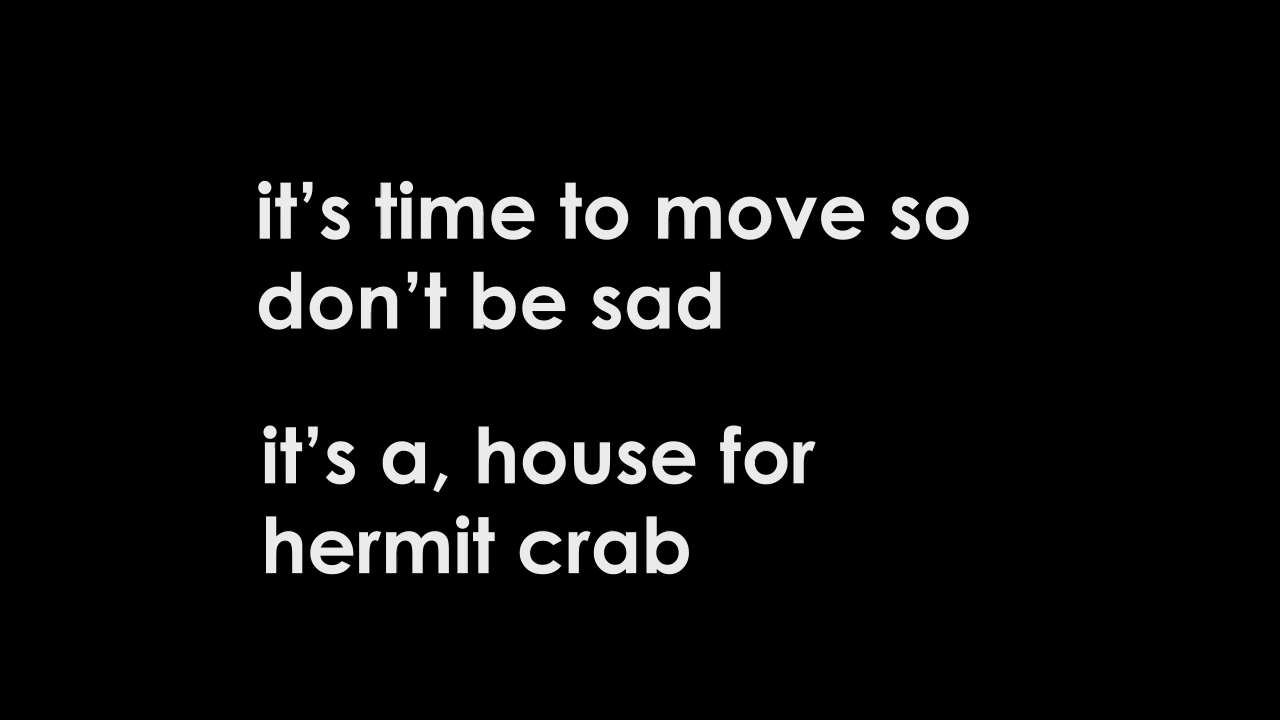 it’s time to move so
don’t be sad
it’s a, house for
hermit crab